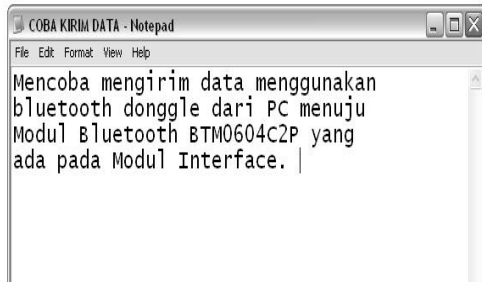 COBA KIRIM DATA - Notepad
File Edit Format View Help
Mencoba mengirim data menggunakan
bluetooth donggle dari PC menuju
Modul Bluetooth BTM0604C2P yang
ada pada Modul Interface.